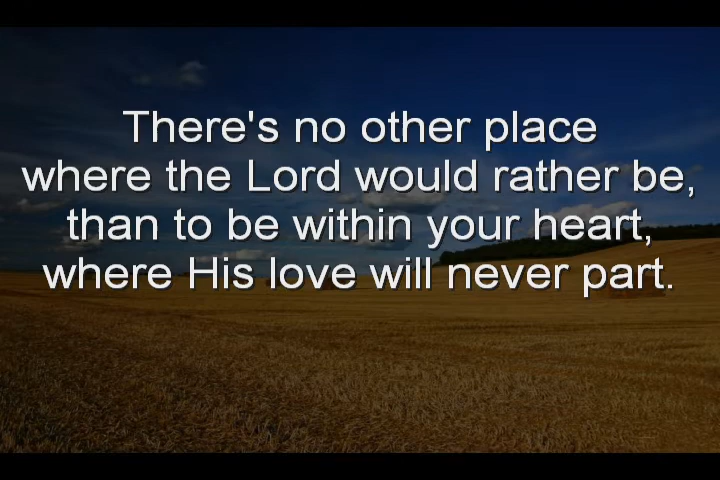 There's no other place
where the Lord would rather be,
than to be within your heart,
where His love will never part.